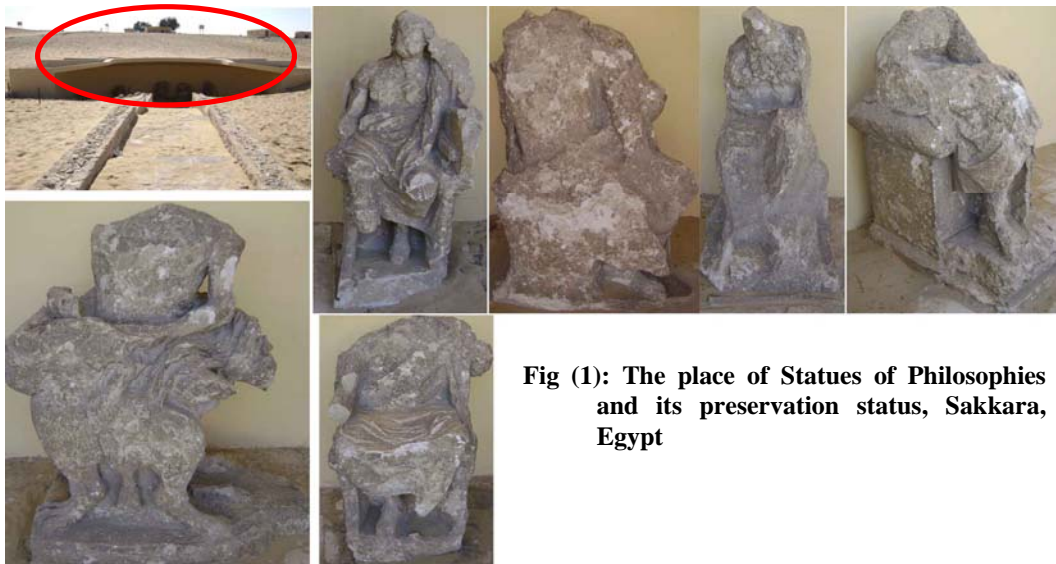 Fig (1): The place of Statues of Philosophies
and its preservation status, Sakkara,
Egypt